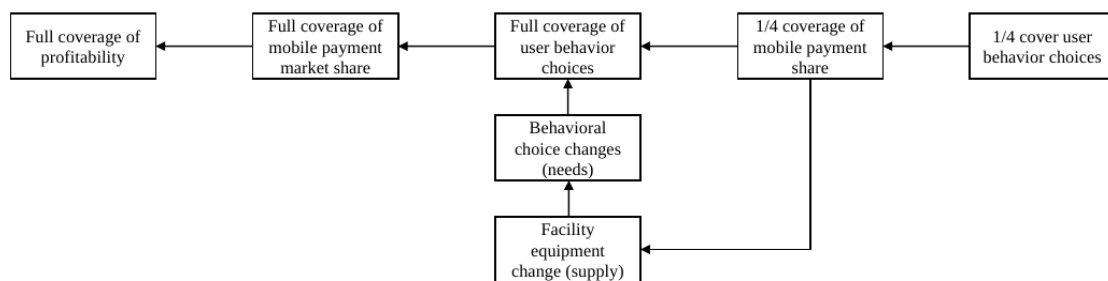 Full coverage of
profitability
Full coverage of
mobile payment
market share
Full coverage of
user behavior
choices
1/4 coverage of
mobile payment
share
1/4 cover user
behavior choices
Behavioral
choice changes
(needs)
Facility
equipment
change (supply)